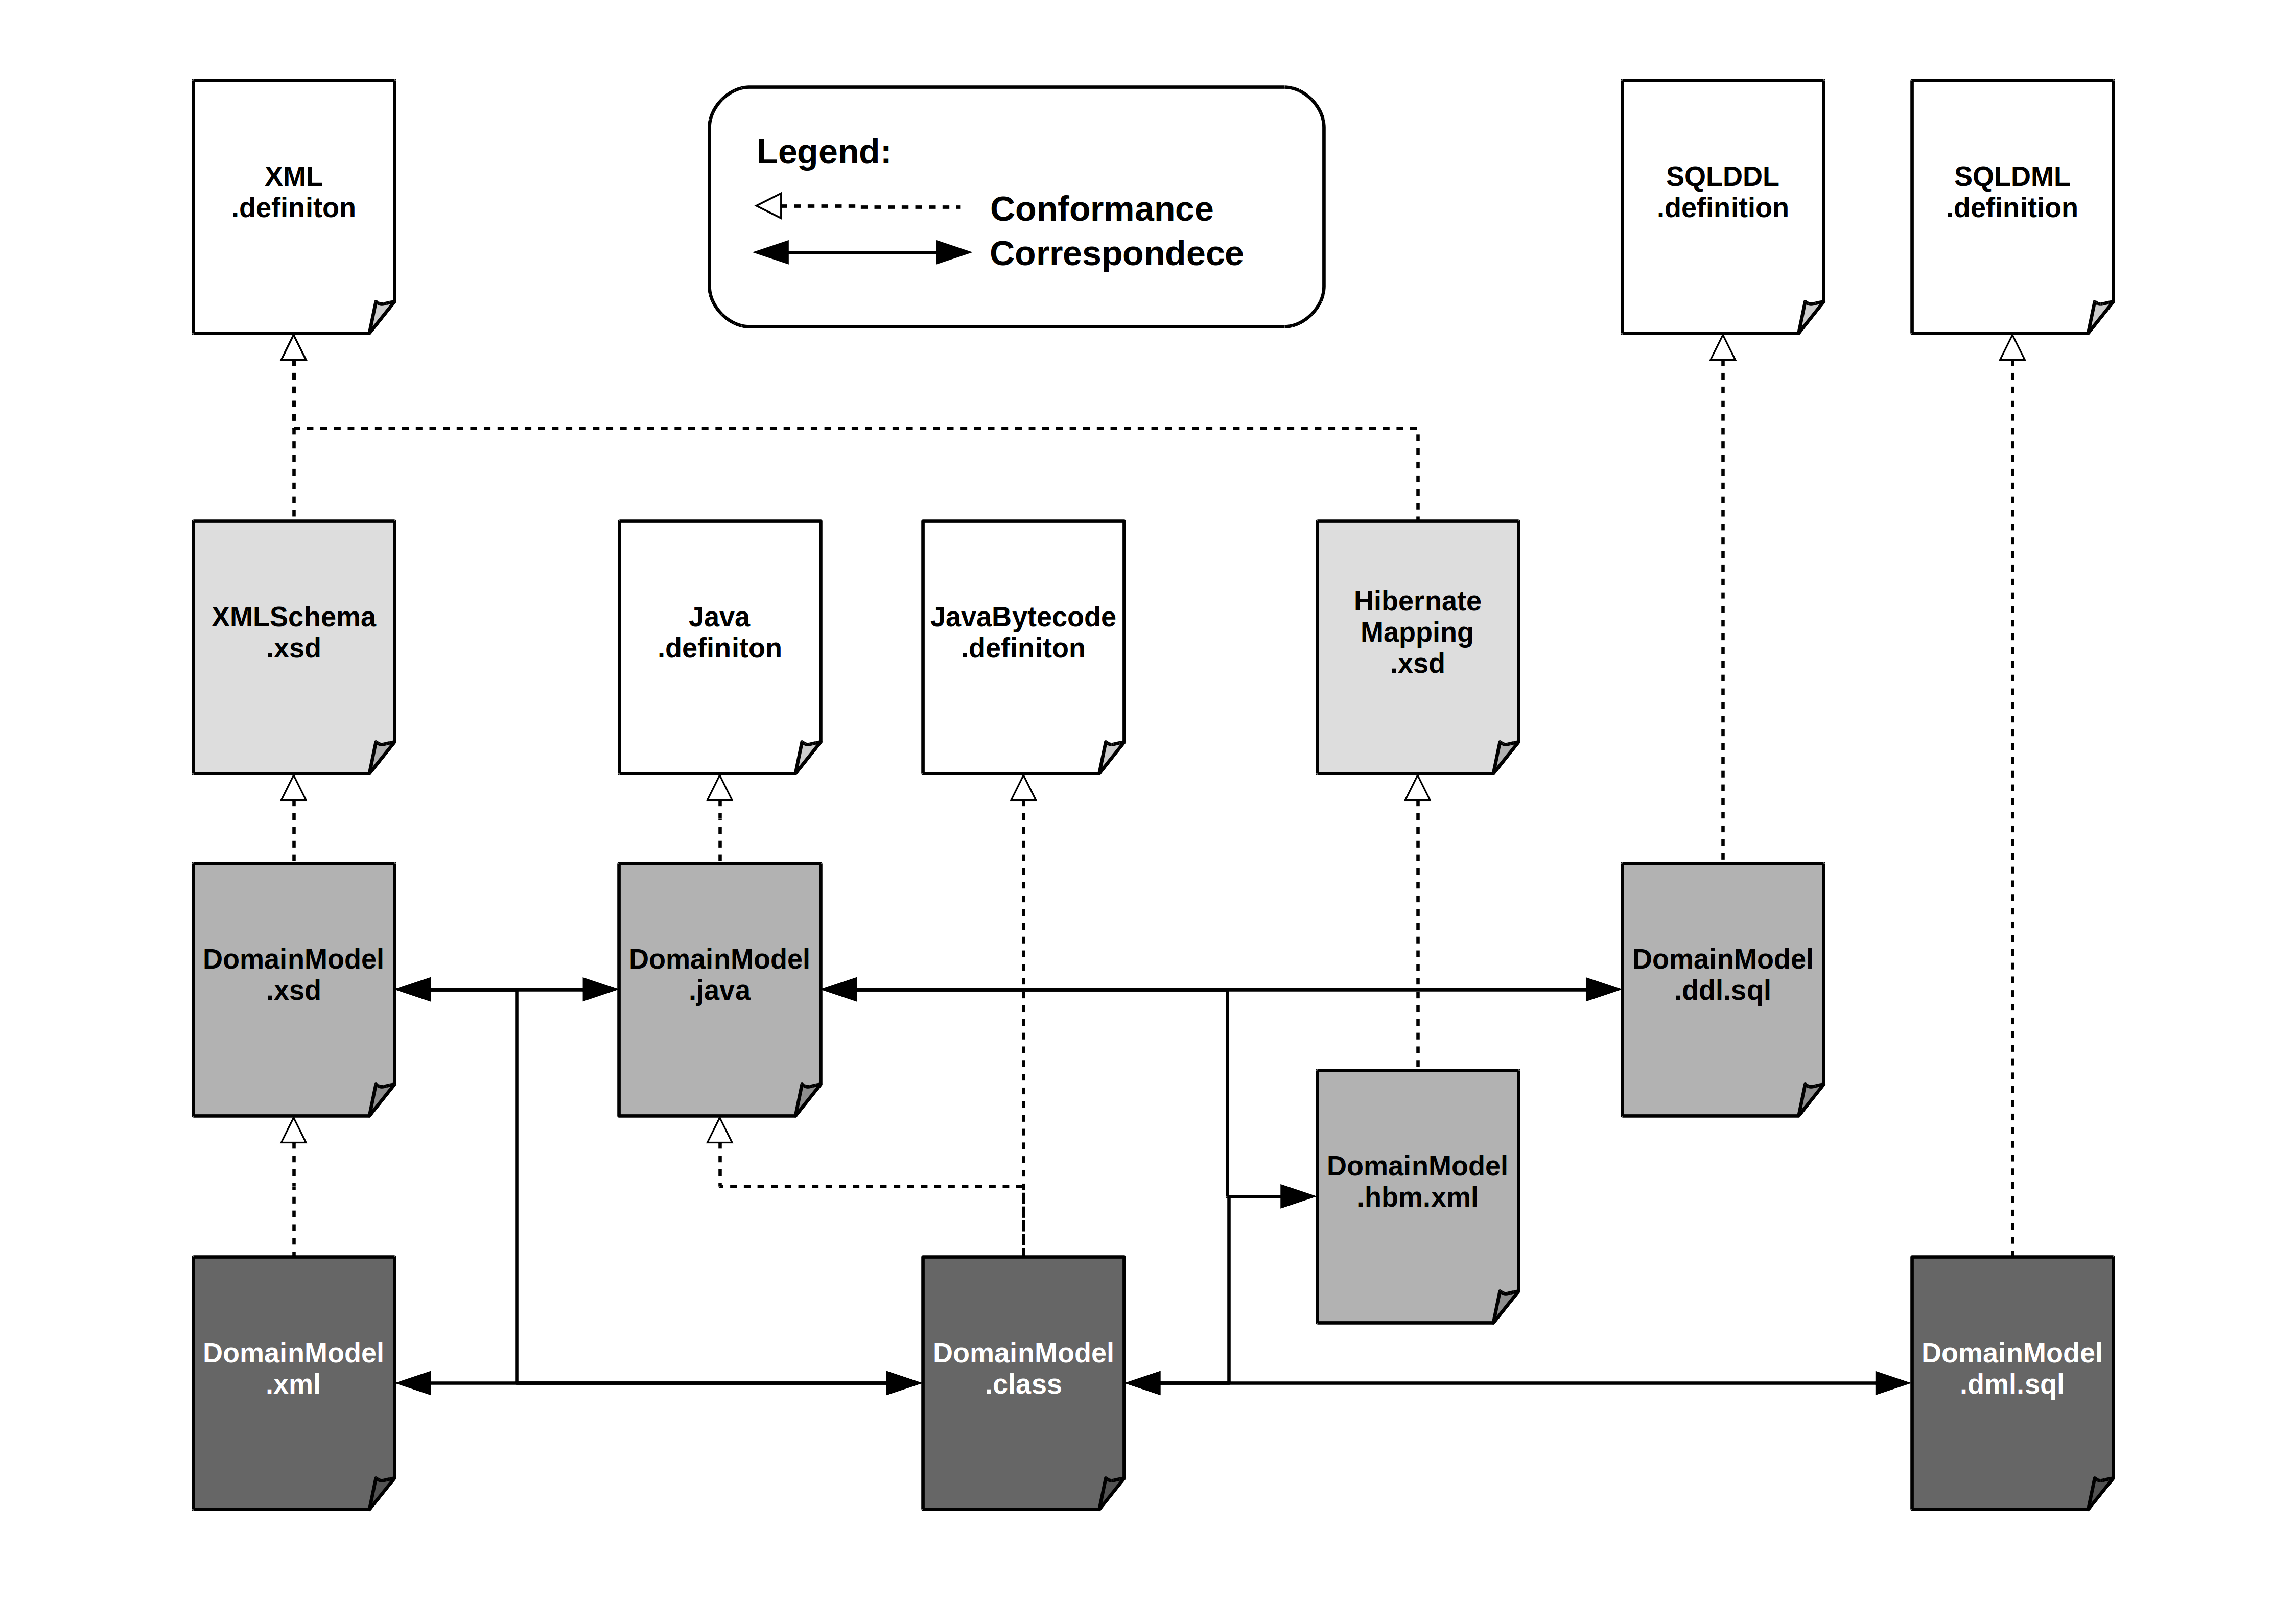 XML
.definiton
Legend:
Conformance
Correspondece
SQLDDL
.definition
SQLDML
.definition
XMLSchema
.xsd
Java
.definiton
JavaBytecode
.definiton
Hibernate
Mapping
.xsd
DomainModel
.xsd
DomainModel
.java
DomainModel
.ddl.sql
DomainModel
.hbm.xml
DomainModel
.xml
DomainModel
.class
DomainModel
.dml.sql